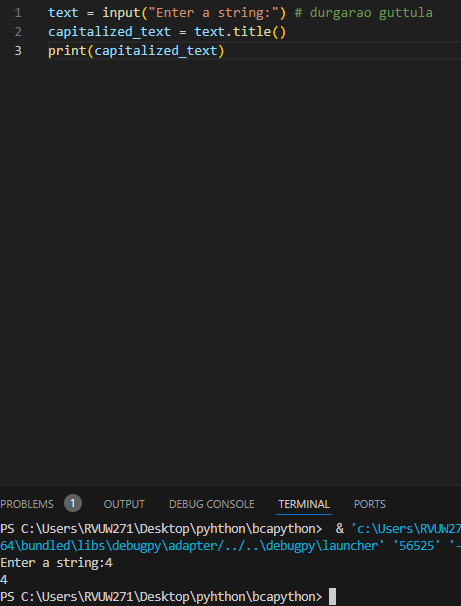 1 text = input("Enter a string:") # durgarao guttula
2 capitalized_text = text.title()
3 print(capitalized_text)
PROBLEMS 1 OUTPUT DEBUG CONSOLE TERMINAL PORTS
PS C:\Users\RVUW271\Desktop\pyhthon\bcapython> & 'c:\Users\RVUW27
64\bundled\libs\debugpy\adapter/../..\debugpy\launcher' '56525' '-
Enter a string:4
4
PS C:\Users\RVUW271\Desktop\pyhthon\bcapython>